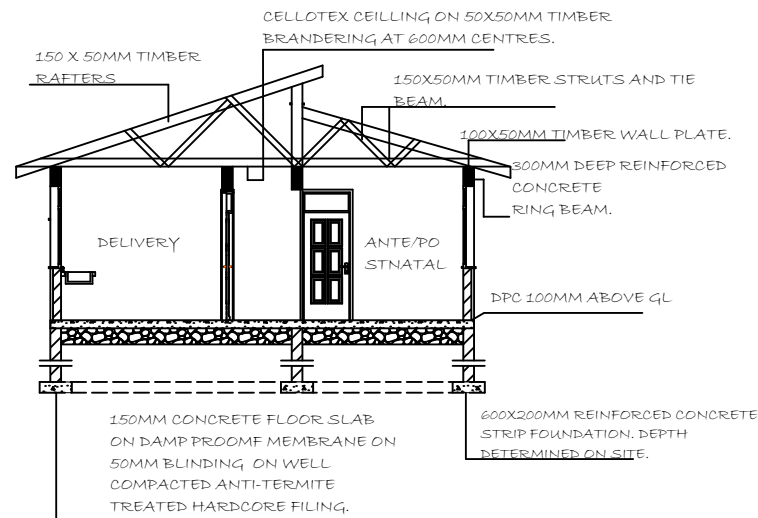 CELLOTEX CEILLING ON 50X50MM TIMBER
BRANDERING AT 600MM CENTRES.
150 X 50MM TIMBER
RAFTERS
150X50MM TIMBER STRUTS AND TIE
BEAM.
100X50MM TIMBER WALL PLATE.
300MM DEEP REINFORCED
CONCRETE
RING BEAM.
DELIVERY
ANTE/PO
STNATAL
DPC 100MM ABOVE GL
150MM CONCRETE FLOOR SLAB
ON DAMP PROOMF MEMBRANE ON
50MM BLINDING ON WELL
COMPACTED ANTI-TERMITE
TREATED HARDCORE FILING.
600X200MM REINFORCED CONCRETE
STRIP FOUNDATION. DEPTH
DETERMINED ON SITE.